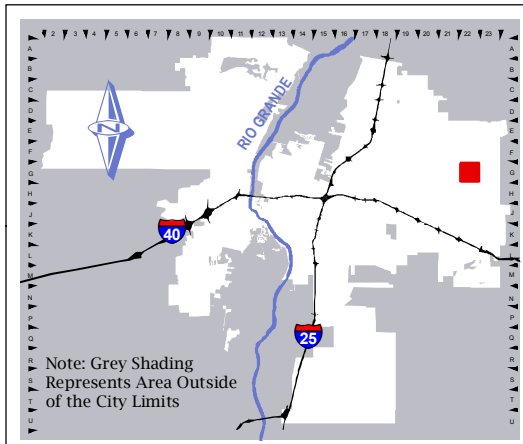 2 3 4 5 6 7 8 9 10 11 12 13 14 15 16 17 18 19 20 21 22 23
A A
B B
C C
D D
E E
F F
G G
H H
J J
K K
L L
M M
N N
P P
Q Q
R R
S S
T T
U U
N
RIO GRANDE
40
25
Note: Grey Shading
Represents Area Outside
of the City Limits